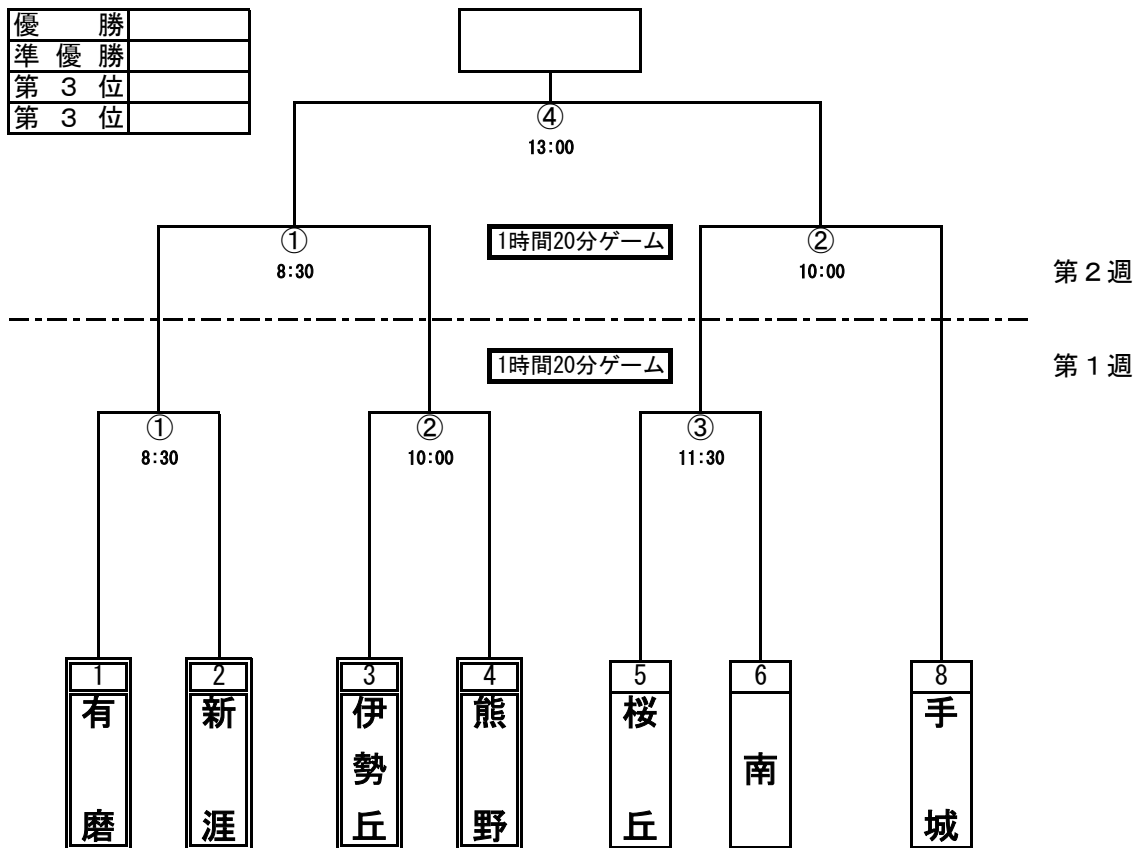 優勝
準優勝
第３位
第３位
④
13:00
①
8:30
1時間20分ゲーム
②
10:00
第２週
1時間20分ゲーム
第１週
①
8:30
②
10:00
③
11:30
1
2
3
4
5
6
8
有磨
新涯
伊勢丘
熊野
桜丘
南
手城